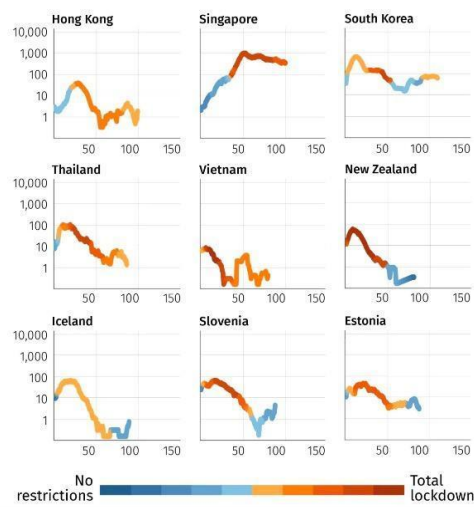 Hong Kong Singapore South Korea
10,000
1,000
100
10
1
50 100 150 50 100 150 50 100 150
Thailand Vietnam New Zealand
10,000
1,000
100
10
1
50 100 150 50 100 150 50 100 150
Iceland Slovenia Estonia
10,000
1,000
100
10
1
50 100 150 50 100 150 50 100 150
No Total
restrictions lockdown